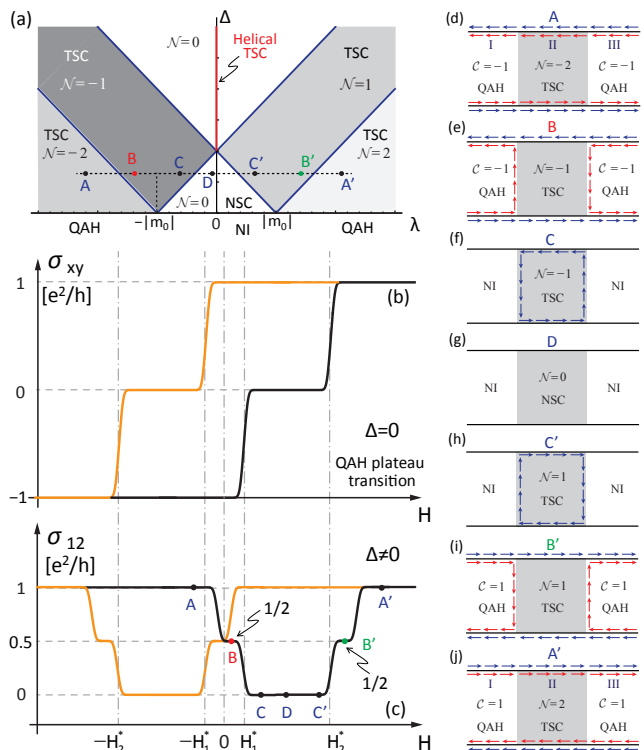 (a)
Δ
TSC
𝒩=−1
𝒩=0
Helical
TSC
TSC
𝒩=1
TSC
𝒩=−2
TSC
𝒩=2
A
B
C
D
C′
B′
A′
𝒩=0
NSC
QAH
−|m₀|
0
NI
|m₀|
QAH
λ
σ xy
[e²/h]
(b)
1
0
−1
Δ=0
QAH plateau
transition
H
σ 12
[e²/h]
Δ≠0
1
0.5
0
A
A′
1/2
B
B′
1/2
C
D
C′
(c)
−H₂*
−H₁*
0
H₁*
H₂*
H
(d)
A
I
II
III
𝒞=−1
QAH
𝒩=−2
TSC
𝒞=−1
QAH
(e)
B
𝒞=−1
QAH
𝒩=−1
TSC
𝒞=−1
QAH
(f)
C
NI
𝒩=−1
TSC
NI
(g)
D
NI
𝒩=0
NSC
NI
(h)
C′
NI
𝒩=1
TSC
NI
(i)
B′
𝒞=1
QAH
𝒩=1
TSC
𝒞=1
QAH
(j)
A′
I
II
III
𝒞=1
QAH
𝒩=2
TSC
𝒞=1
QAH